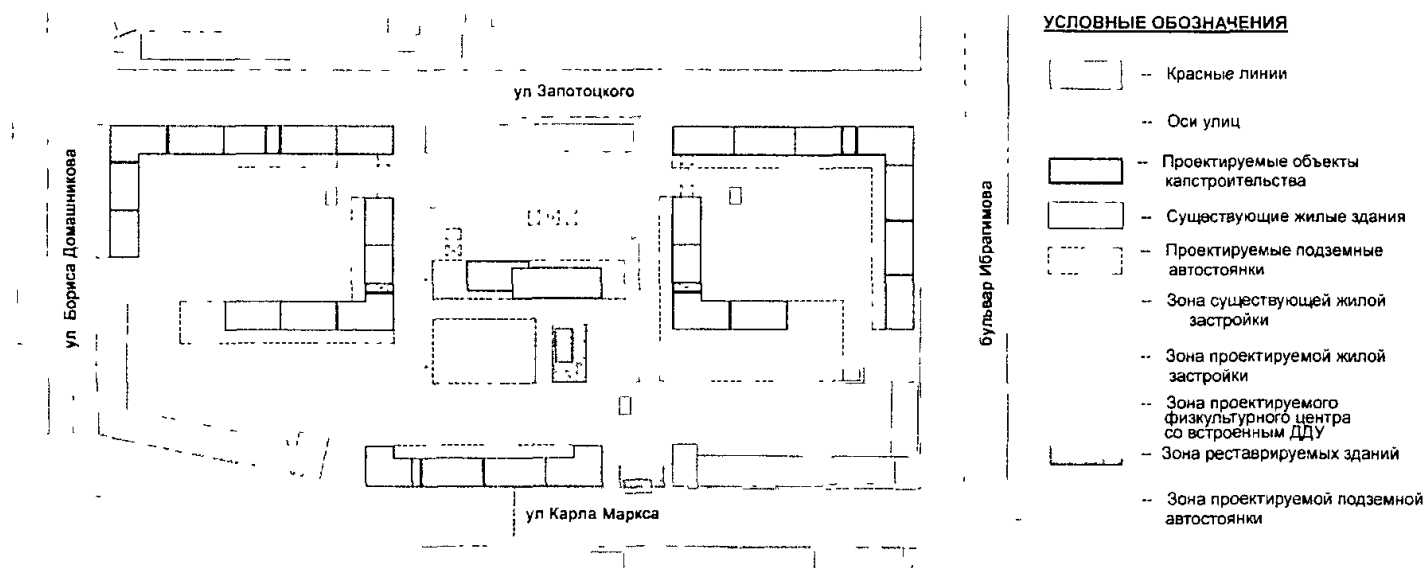 УСЛОВНЫЕ ОБОЗНАЧЕНИЯ
-- Красные линии
-- Оси улиц
-- Проектируемые объекты
капстроительства
-- Существующие жилые здания
-- Проектируемые подземные
автостоянки
-- Зона существующей жилой
застройки
-- Зона проектируемой жилой
застройки
-- Зона проектируемого
физкультурного центра
со встроенным ДДУ
-- Зона реставрируемых зданий
-- Зона проектируемой подземной
автостоянки
ул Запотоцкого
ул Бориса Домашникова
бульвар Ибрагимова
ул Карла Маркса